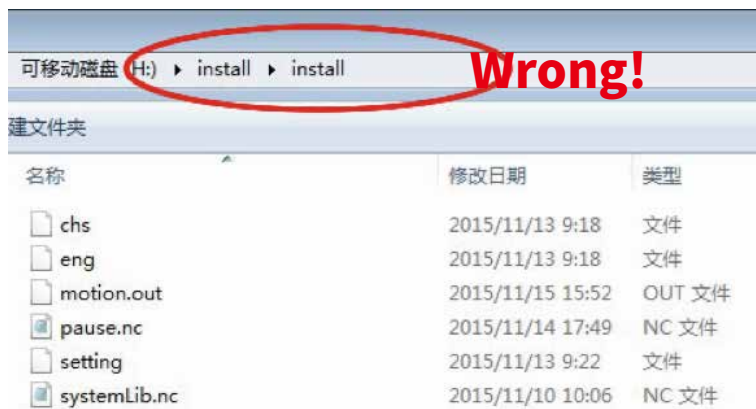 可移动磁盘 (H:) ▸ install ▸ install Wrong!
建文件夹
名称 修改日期 类型
chs 2015/11/13 9:18 文件
eng 2015/11/13 9:18 文件
motion.out 2015/11/15 15:52 OUT 文件
pause.nc 2015/11/14 17:49 NC 文件
setting 2015/11/13 9:22 文件
systemLib.nc 2015/11/10 10:06 NC 文件